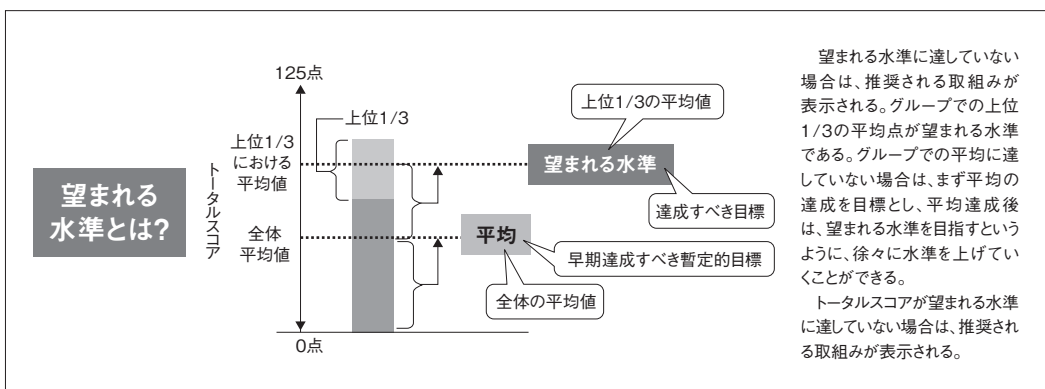 望まれる
水準とは?
トータルスコア
125点
上位1/3
上位1/3
における
平均値
全体
平均値
0点
上位1/3の平均値
望まれる水準
達成すべき目標
平均
早期達成すべき暫定的目標
全体の平均値
望まれる水準に達していない
場合は、推奨される取組みが
表示される。グループでの上位
1/3の平均点が望まれる水準
である。グループでの平均に達
していない場合は、まず平均の
達成を目標とし、平均達成後
は、望まれる水準を目指すとい
うように、徐々に水準を上げてい
くことができる。
トータルスコアが望まれる水準
に達していない場合は、推奨され
る取組みが表示される。